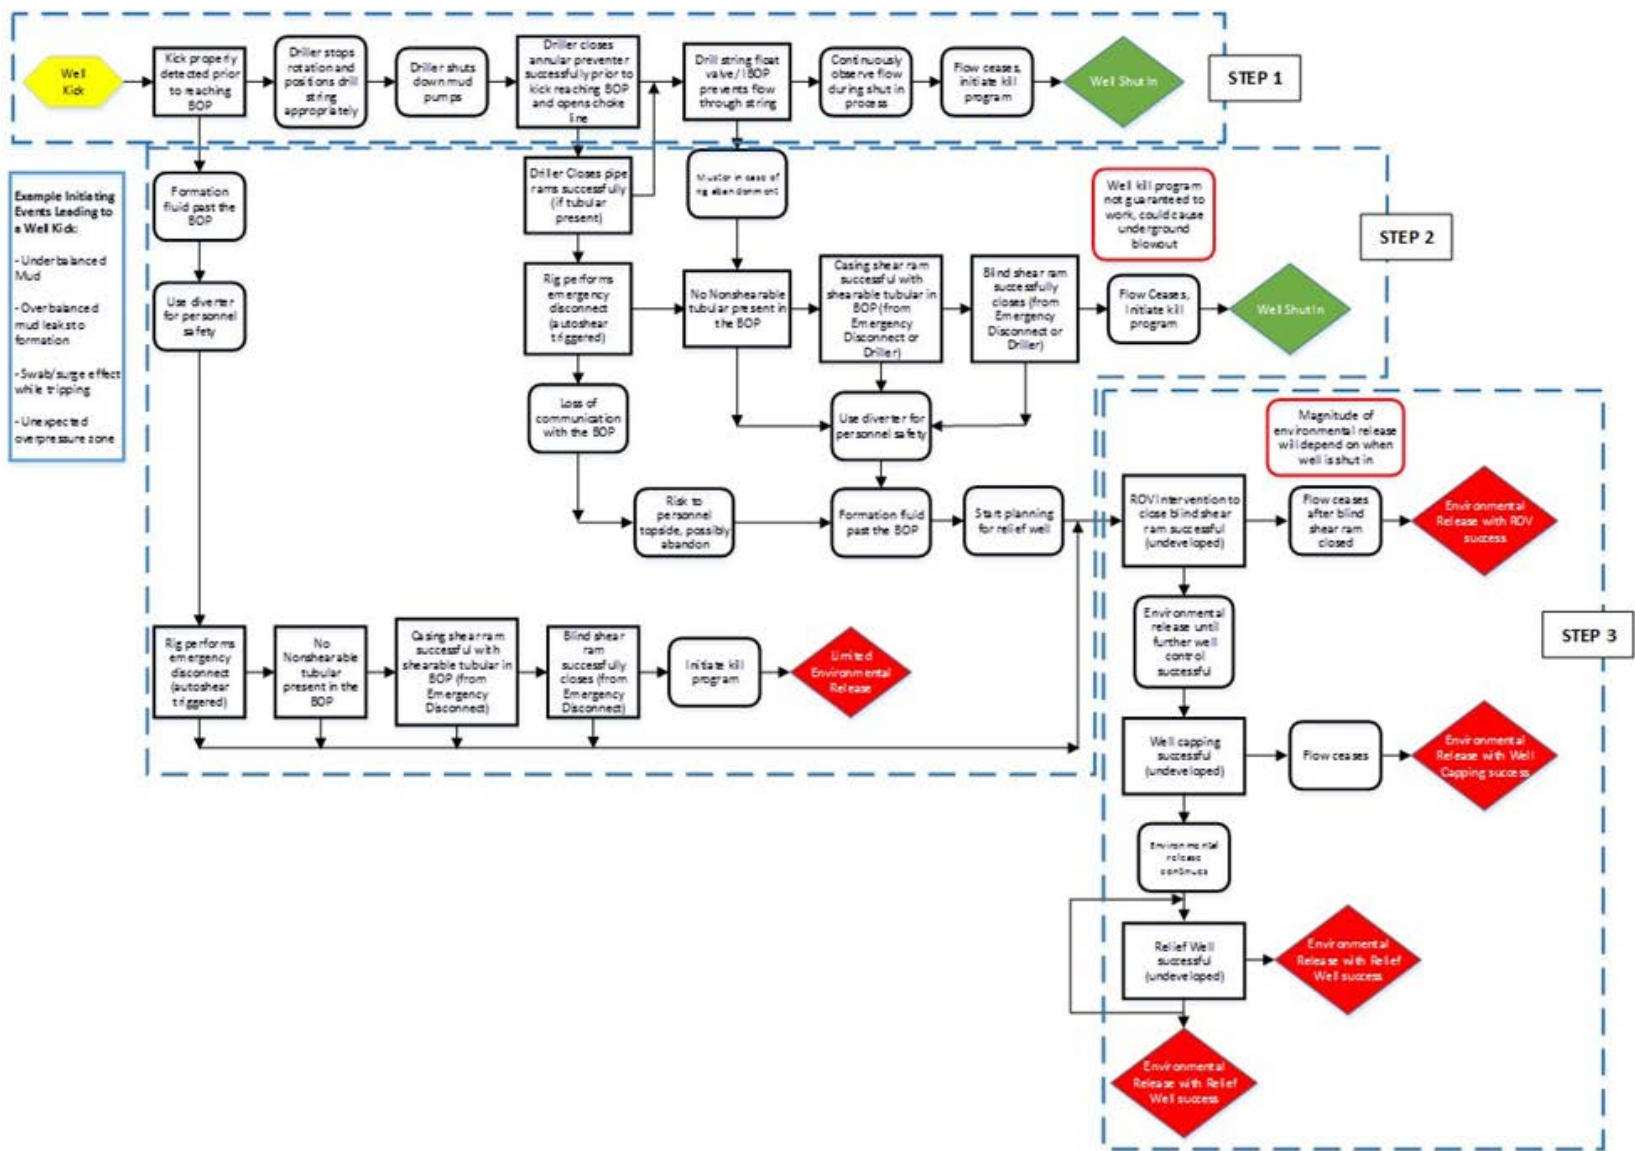 Well
Kick
Kick properly
detected prior
to reaching
BOP
Driller stops
rotation and
positions drill
string
appropriately
Driller shuts
down mud
pumps
Driller closes
annular preventer
successfully prior to
kick reaching BOP
and opens choke
line
Drill string float
valve/IBOP
prevents flow
through string
Continuously
observe flow
during shut in
process
Flow ceases,
initiate kill
program
Well Shut In
STEP 1
Example Initiating
Events Leading to
a Well Kick:
- Underbalanced
Mud
- Overbalanced
mud leaks to
formation
- Swab/surge effect
while tripping
- Unexpected
overpressure zone
Formation
fluid past the
BOP
Use diverter
for personnel
safety
Driller Closes pipe
rams successfully
(if tubular
present)
Muster in case of
rig abandonment
Well kill program
not guaranteed to
work, could cause
underground
blowout
STEP 2
Rig performs
emergency
disconnect
(autoshear
triggered)
No Nonshearable
tubular present in
the BOP
Casing shear ram
successful with
shearable tubular in
BOP (from
Emergency
Disconnect or
Driller)
Blind shear ram
successfully
closes (from
Emergency
Disconnect or
Driller)
Flow Ceases,
Initiate kill
program
Well Shut In
Loss of
communication
with the BOP
Use diverter for
personnel safety
Risk to
personnel
topside, possibly
abandon
Formation fluid
past the BOP
Start planning
for relief well
Magnitude of
environmental release
will depend on when
well is shut in
ROV Intervention to
close blind shear
ram successful
(undeveloped)
Flow ceases
after blind
shear ram
closed
Environmental
Release with ROV
success
Rig performs
emergency
disconnect
(autoshear
triggered)
No
Nonshearable
tubular
present in the
BOP
Casing shear ram
successful with
shearable tubular in
BOP (from
Emergency
Disconnect)
Blind shear
ram
successfully
closes (from
Emergency
Disconnect)
Initiate kill
program
Limited
Environmental
Release
Environmental
release until
further well
control
successful
STEP 3
Well capping
successful
(undeveloped)
Flow ceases
Environmental
Release with Well
Capping success
Environmental
release
continues
Relief Well
successful
(undeveloped)
Environmental
Release with Relief
Well success
Environmental
Release with Relief
Well success